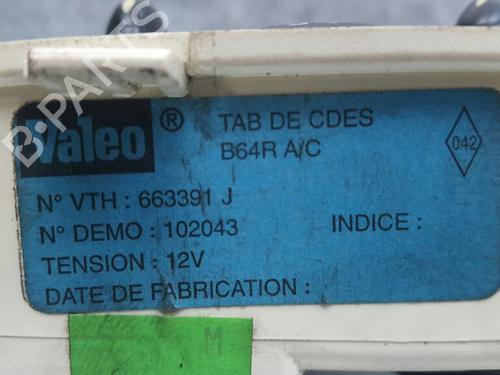 Valeo ® TAB DE CDES
B64R A/C
042
N° VTH : 663391 J
N° DEMO : 102043 INDICE :
TENSION : 12V
DATE DE FABRICATION :
M
B-PARTS